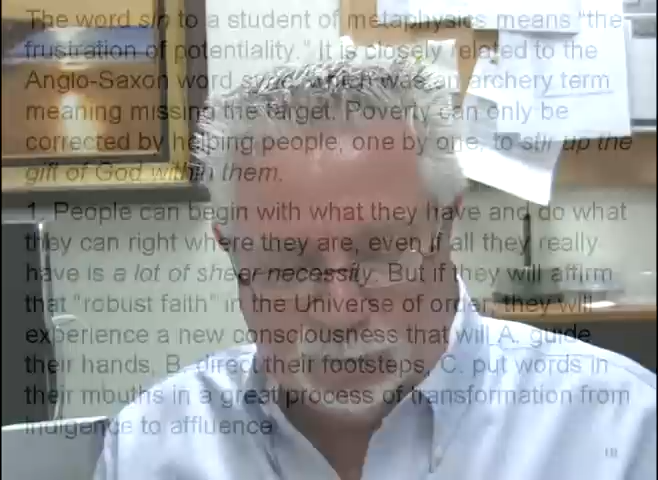 The word sin to a student of metaphysics means “the
frustration of potentiality.” It is closely related to the
Anglo-Saxon word synn which was an archery term
meaning missing the target. Poverty can only be
corrected by helping people, one by one, to stir up the
gift of God within them.
1. People can begin with what they have and do what
they can right where they are, even if all they really
have is a lot of sheer necessity. But if they will affirm
that “robust faith” in the Universe of order, they will
experience a new consciousness that will A. guide
their hands, B. direct their footsteps, C. put words in
their mouths in a great process of transformation from
indigence to affluence